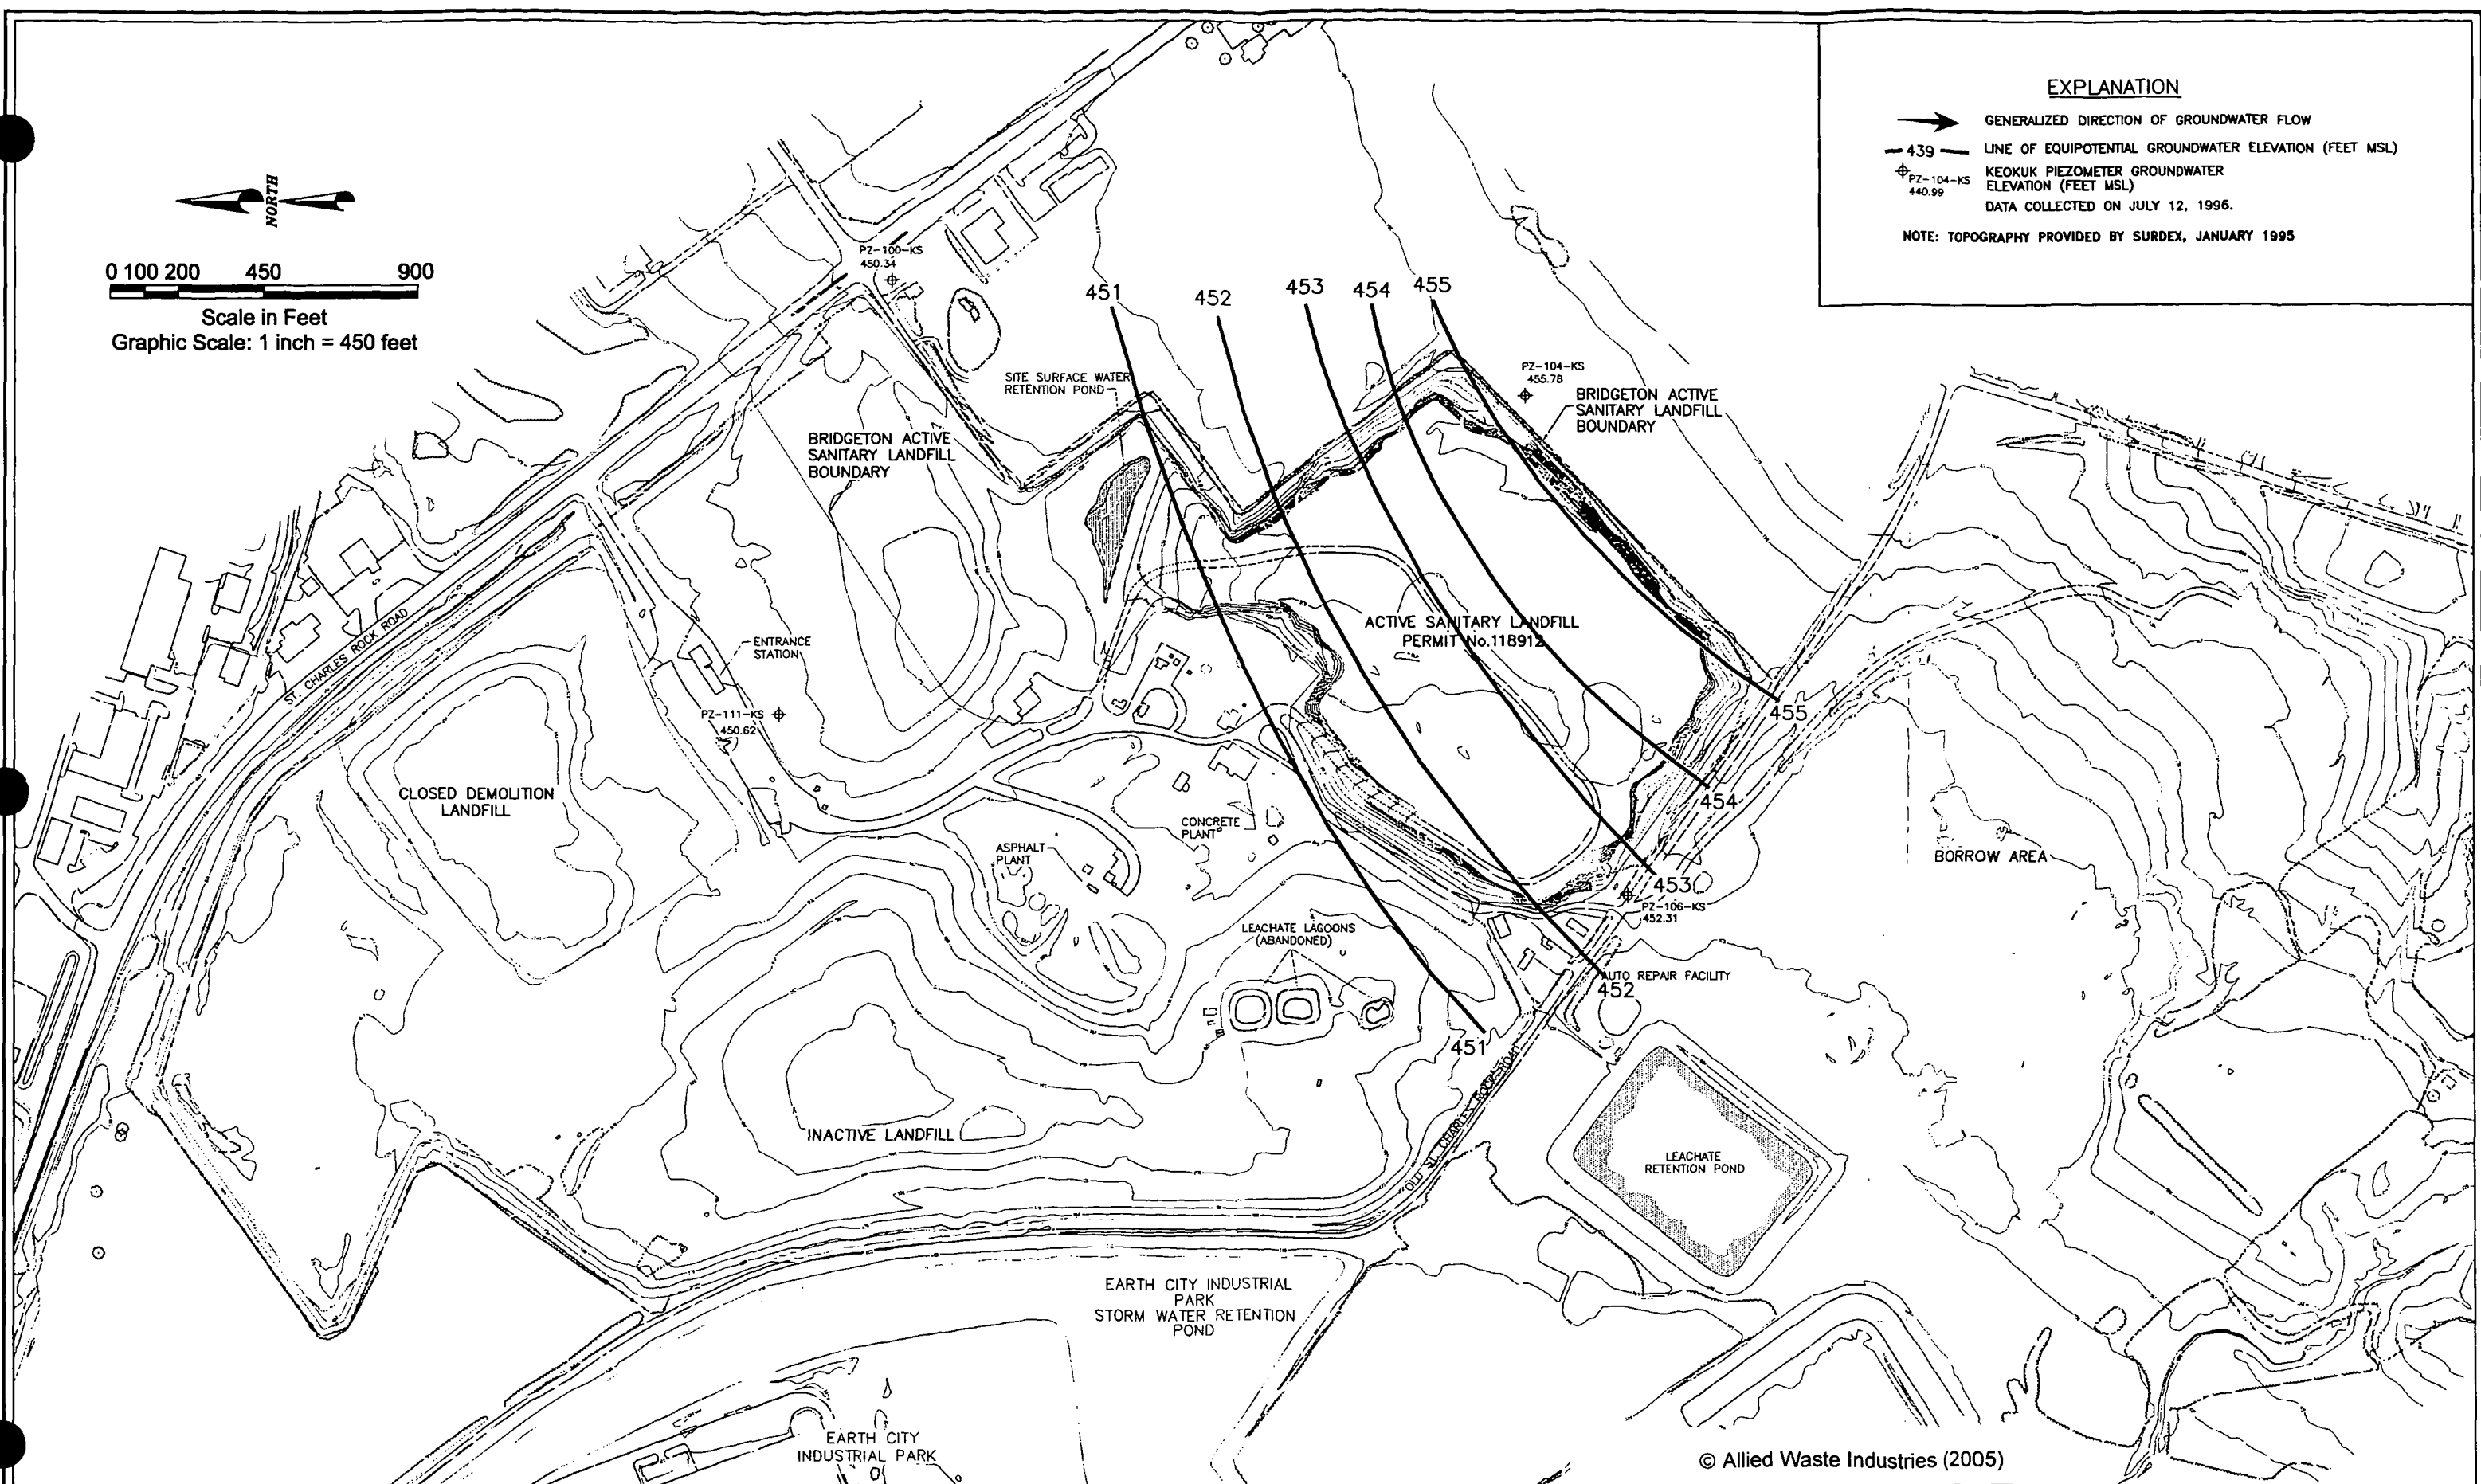 EXPLANATION
GENERALIZED DIRECTION OF GROUNDWATER FLOW
439
LINE OF EQUIPOTENTIAL GROUNDWATER ELEVATION (FEET MSL)
PZ-104-KS
440.99
KEOKUK PIEZOMETER GROUNDWATER
ELEVATION (FEET MSL)
DATA COLLECTED ON JULY 12, 1996.
NOTE: TOPOGRAPHY PROVIDED BY SURDEX, JANUARY 1995
NORTH
0 100 200 450 900
Scale in Feet
Graphic Scale: 1 inch = 450 feet
PZ-100-KS
450.34
451
452
453
454
455
SITE SURFACE WATER
RETENTION POND
PZ-104-KS
455.78
BRIDGETON ACTIVE
SANITARY LANDFILL
BOUNDARY
BRIDGETON ACTIVE
SANITARY LANDFILL
BOUNDARY
ST. CHARLES ROCK ROAD
ENTRANCE
STATION
ACTIVE SANITARY LANDFILL
PERMIT No.118912
PZ-111-KS
450.62
455
CLOSED DEMOLITION
LANDFILL
454
CONCRETE
PLANT
ASPHALT
PLANT
BORROW AREA
453
PZ-106-KS
452.31
LEACHATE LAGOONS
(ABANDONED)
AUTO REPAIR FACILITY
452
451
OLD ST. CHARLES ROCK ROAD
INACTIVE LANDFILL
LEACHATE
RETENTION POND
EARTH CITY INDUSTRIAL
PARK
STORM WATER RETENTION
POND
EARTH CITY
INDUSTRIAL PARK
© Allied Waste Industries (2005)